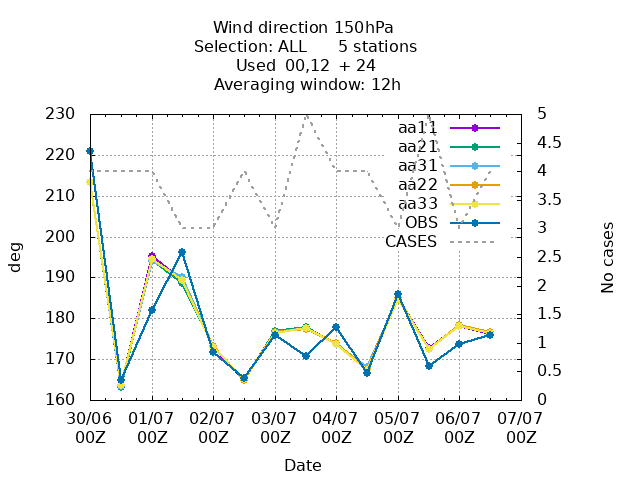 Wind direction 150hPa
Selection: ALL 5 stations
Used 00,12 + 24
Averaging window: 12h
230
220
210
200
190
180
170
160
deg
5
4.5
4
3.5
3
2.5
2
1.5
1
0.5
0
No cases
aa11
aa21
aa31
aa22
aa33
OBS
CASES
30/06 01/07 02/07 03/07 04/07 05/07 06/07 07/07
00Z 00Z 00Z 00Z 00Z 00Z 00Z 00Z
Date